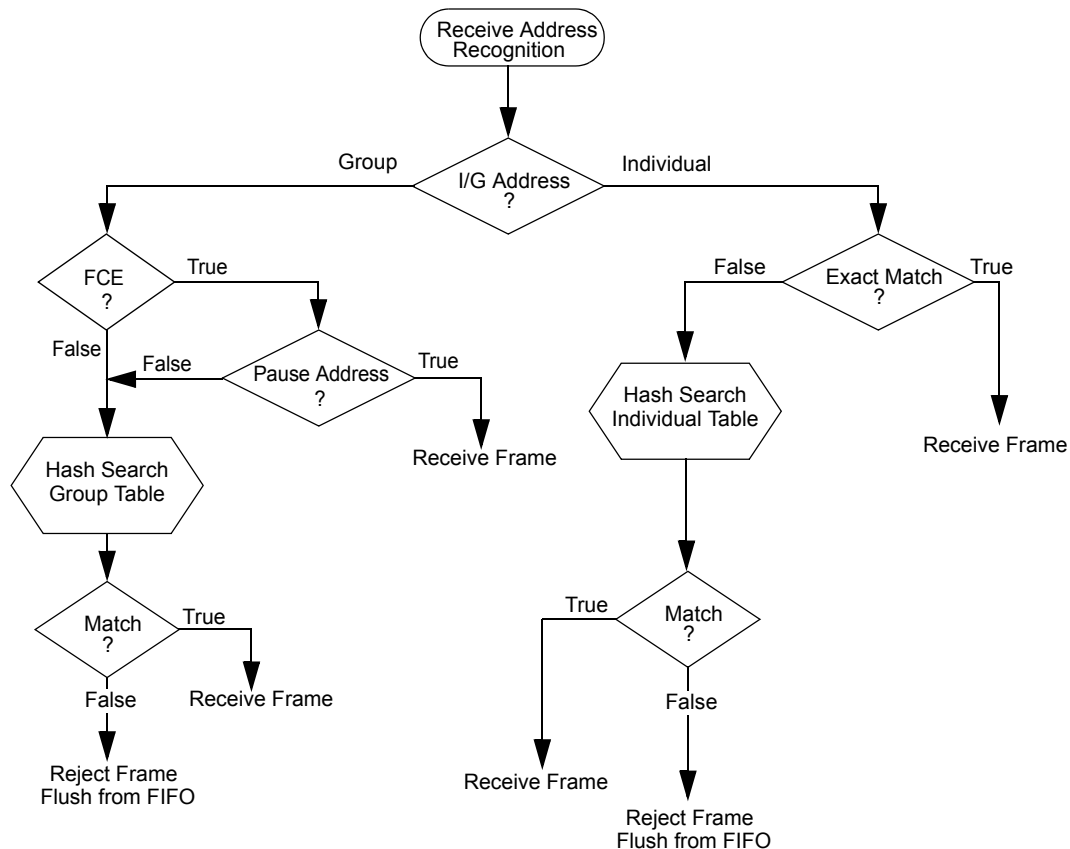 Receive Address
Recognition
Group
I/G Address
?
Individual
FCE
?
True
False
Exact Match
?
True
False
False
Pause Address
?
True
Hash Search
Individual Table
Receive Frame
Receive Frame
Hash Search
Group Table
Match
?
True
True
Match
?
False
Receive Frame
False
Reject Frame
Flush from FIFO
Receive Frame
Reject Frame
Flush from FIFO